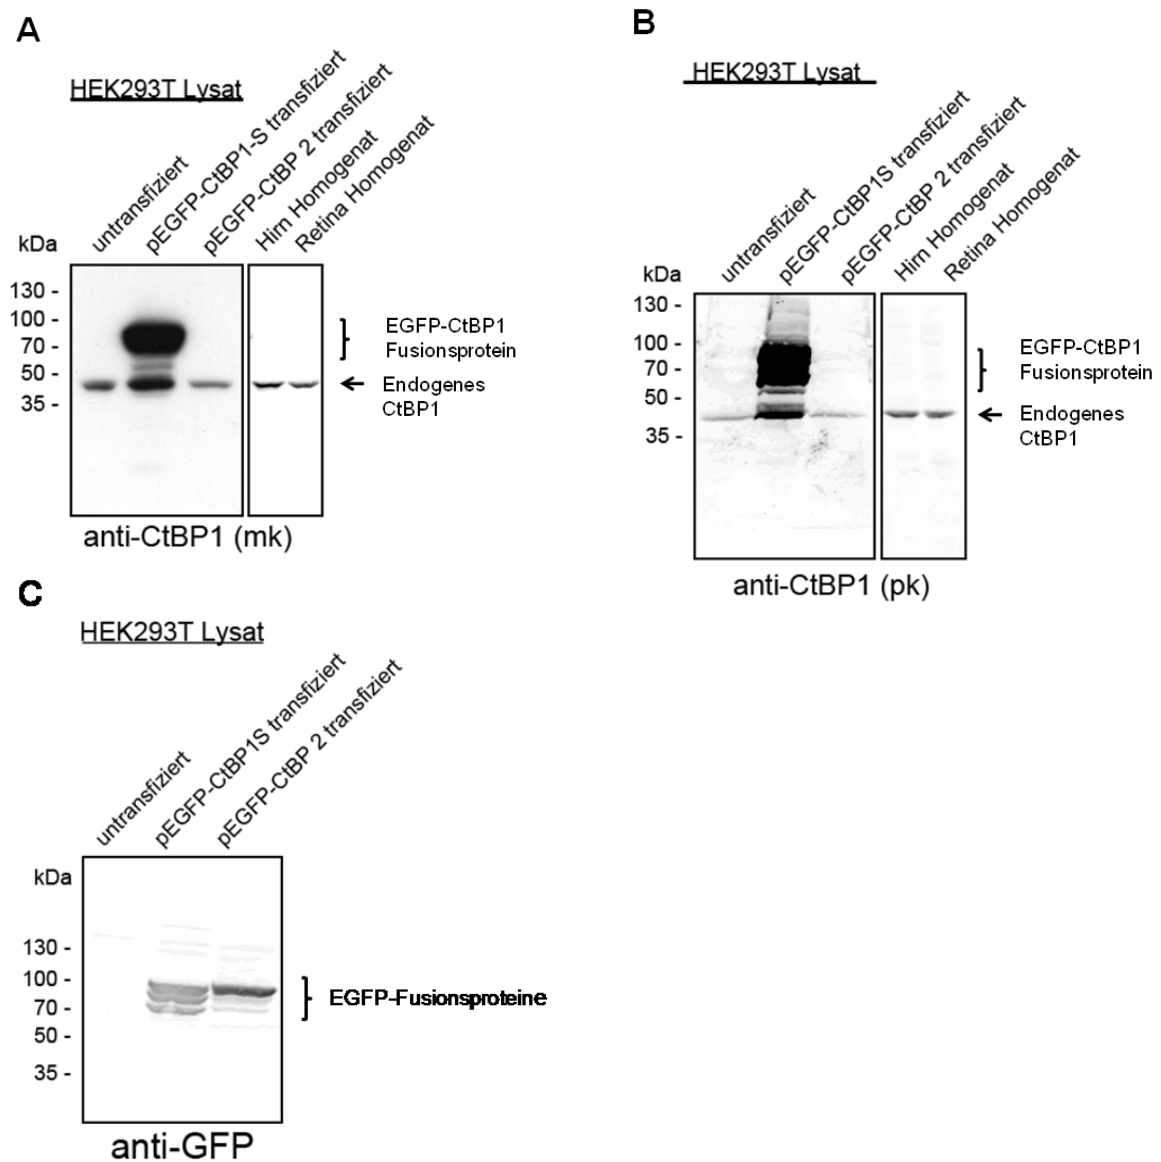 A
HEK293T Lysat
untransfiziert
pEGFP-CtBP1-S transfiziert
pEGFP-CtBP 2 transfiziert
Hirn Homogenat
Retina Homogenat
kDa
130 -
100 -
70 -
50 -
35 -
EGFP-CtBP1
Fusionsprotein
Endogenes
CtBP1
anti-CtBP1 (mk)
B
HEK293T Lysat
untransfiziert
pEGFP-CtBP1S transfiziert
pEGFP-CtBP 2 transfiziert
Hirn Homogenat
Retina Homogenat
kDa
130 -
100 -
70 -
50 -
35 -
EGFP-CtBP1
Fusionsprotein
Endogenes
CtBP1
anti-CtBP1 (pk)
C
HEK293T Lysat
untransfiziert
pEGFP-CtBP1S transfiziert
pEGFP-CtBP 2 transfiziert
kDa
130 -
100 -
70 -
50 -
35 -
EGFP-Fusionsproteine
anti-GFP